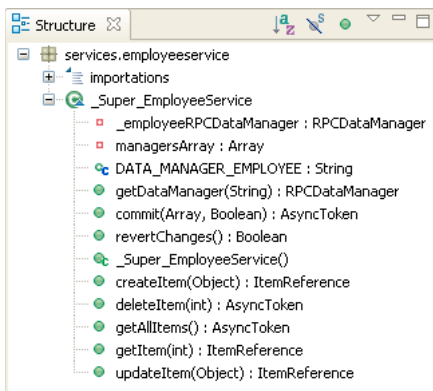 Structure
services.employeeservice
importations
_Super_EmployeeService
_employeeRPCDataManager : RPCDataManager
managersArray : Array
DATA_MANAGER_EMPLOYEE : String
getDataManager(String) : RPCDataManager
commit(Array, Boolean) : AsyncToken
revertChanges() : Boolean
_Super_EmployeeService()
createItem(Object) : ItemReference
deleteItem(int) : AsyncToken
getAllItems() : AsyncToken
getItem(int) : ItemReference
updateItem(Object) : ItemReference